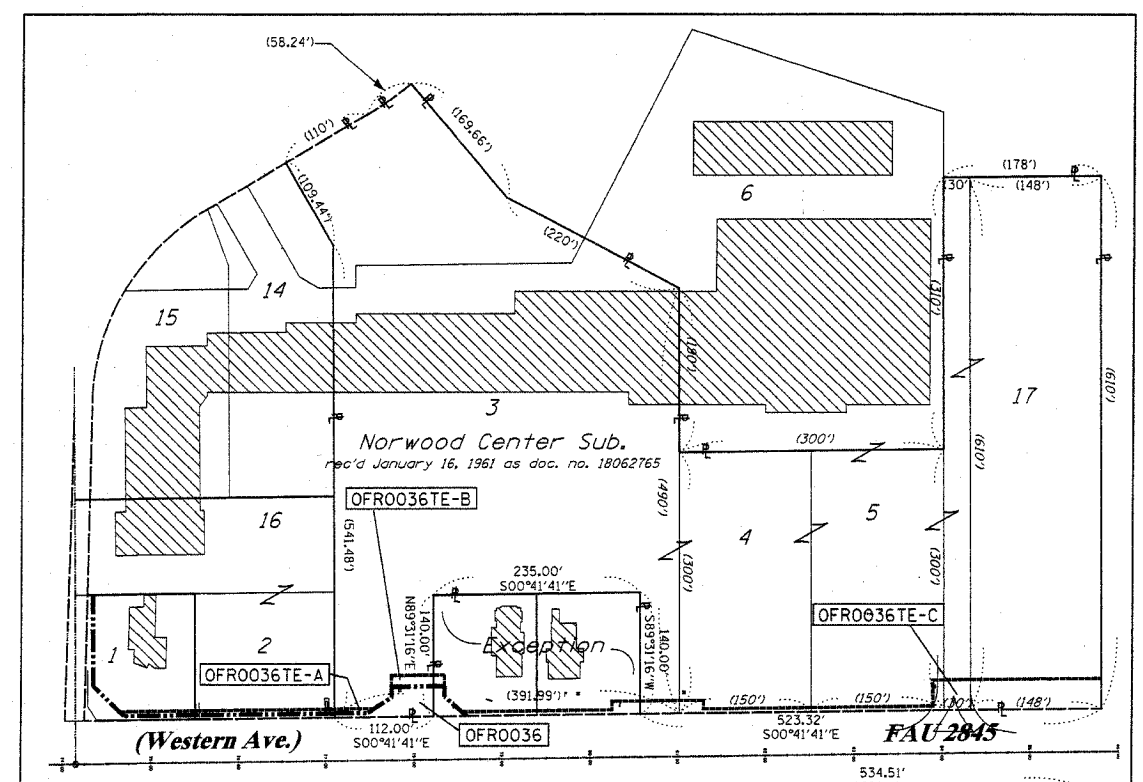 (58.24')
(110')
(169.66')
(109.44')
(220')
6
(178')
(30')
(148')
14
15
(310')
(190')
(610')
17
3
Norwood Center Sub.
rec'd January 16, 1961 as doc. no. 18062765
(300')
OFR0036TE-B
16
(541.48')
(490')
4
5
(610')
235.00'
S00°41'41"E
(300')
(300')
N89°31'16"E
140.00'
Exception
S89°31'16"W
140.00'
OFR0036TE-C
1
2
OFR0036TE-A
(391.99')
(150')
(150')
(10')
(148')
(Western Ave.)
112.00'
S00°41'41"E
OFR0036
523.32'
S00°41'41"E
FAU 2845
534.51'